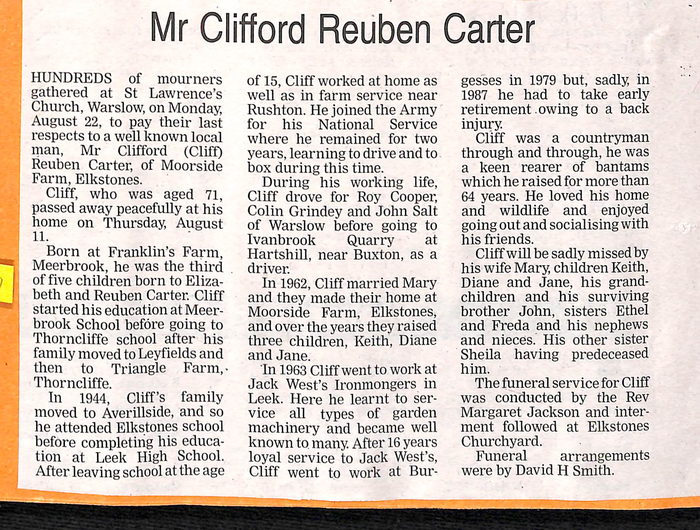 Mr Clifford Reuben Carter
HUNDREDS of mourners
gathered at St Lawrence's
Church, Warslow, on Monday,
August 22, to pay their last
respects to a well known local
man, Mr Clifford (Cliff)
Reuben Carter, of Moorside
Farm, Elkstones.
Cliff, who was aged 71,
passed away peacefully at his
home on Thursday, August
11.
Born at Franklin's Farm,
Meerbrook, he was the third
of five children born to Eliza-
beth and Reuben Carter. Cliff
started his education at Meer-
brook School before going to
Thorncliffe school after his
family moved to Leyfields and
then to Triangle Farm,
Thorncliffe.
In 1944, Cliff's family
moved to Averillside, and so
he attended Elkstones school
before completing his educa-
tion at Leek High School.
After leaving school at the age
of 15, Cliff worked at home as
well as in farm service near
Rushton. He joined the Army
for his National Service
where he remained for two
years, learning to drive and to
box during this time.
During his working life,
Cliff drove for Roy Cooper,
Colin Grindey and John Salt
of Warslow before going to
Ivanbrook Quarry at
Hartshill, near Buxton, as a
driver.
In 1962, Cliff married Mary
and they made their home at
Moorside Farm, Elkstones,
and over the years they raised
three children, Keith, Diane
and Jane.
In 1963 Cliff went to work at
Jack West's Ironmongers in
Leek. Here he learnt to ser-
vice all types of garden
machinery and became well
known to many. After 16 years
loyal service to Jack West's,
Cliff went to work at Bur-
gesses in 1979 but, sadly, in
1987 he had to take early
retirement owing to a back
injury.
Cliff was a countryman
through and through, he was
a keen rearer of bantams
which he raised for more than
64 years. He loved his home
and wildlife and enjoyed
going out and socialising with
his friends.
Cliff will be sadly missed by
his wife Mary, children Keith,
Diane and Jane, his grand-
children and his surviving
brother John, sisters Ethel
and Freda and his nephews
and nieces. His other sister
Sheila having predeceased
him.
The funeral service for Cliff
was conducted by the Rev
Margaret Jackson and inter-
ment followed at Elkstones
Churchyard.
Funeral arrangements
were by David H Smith.